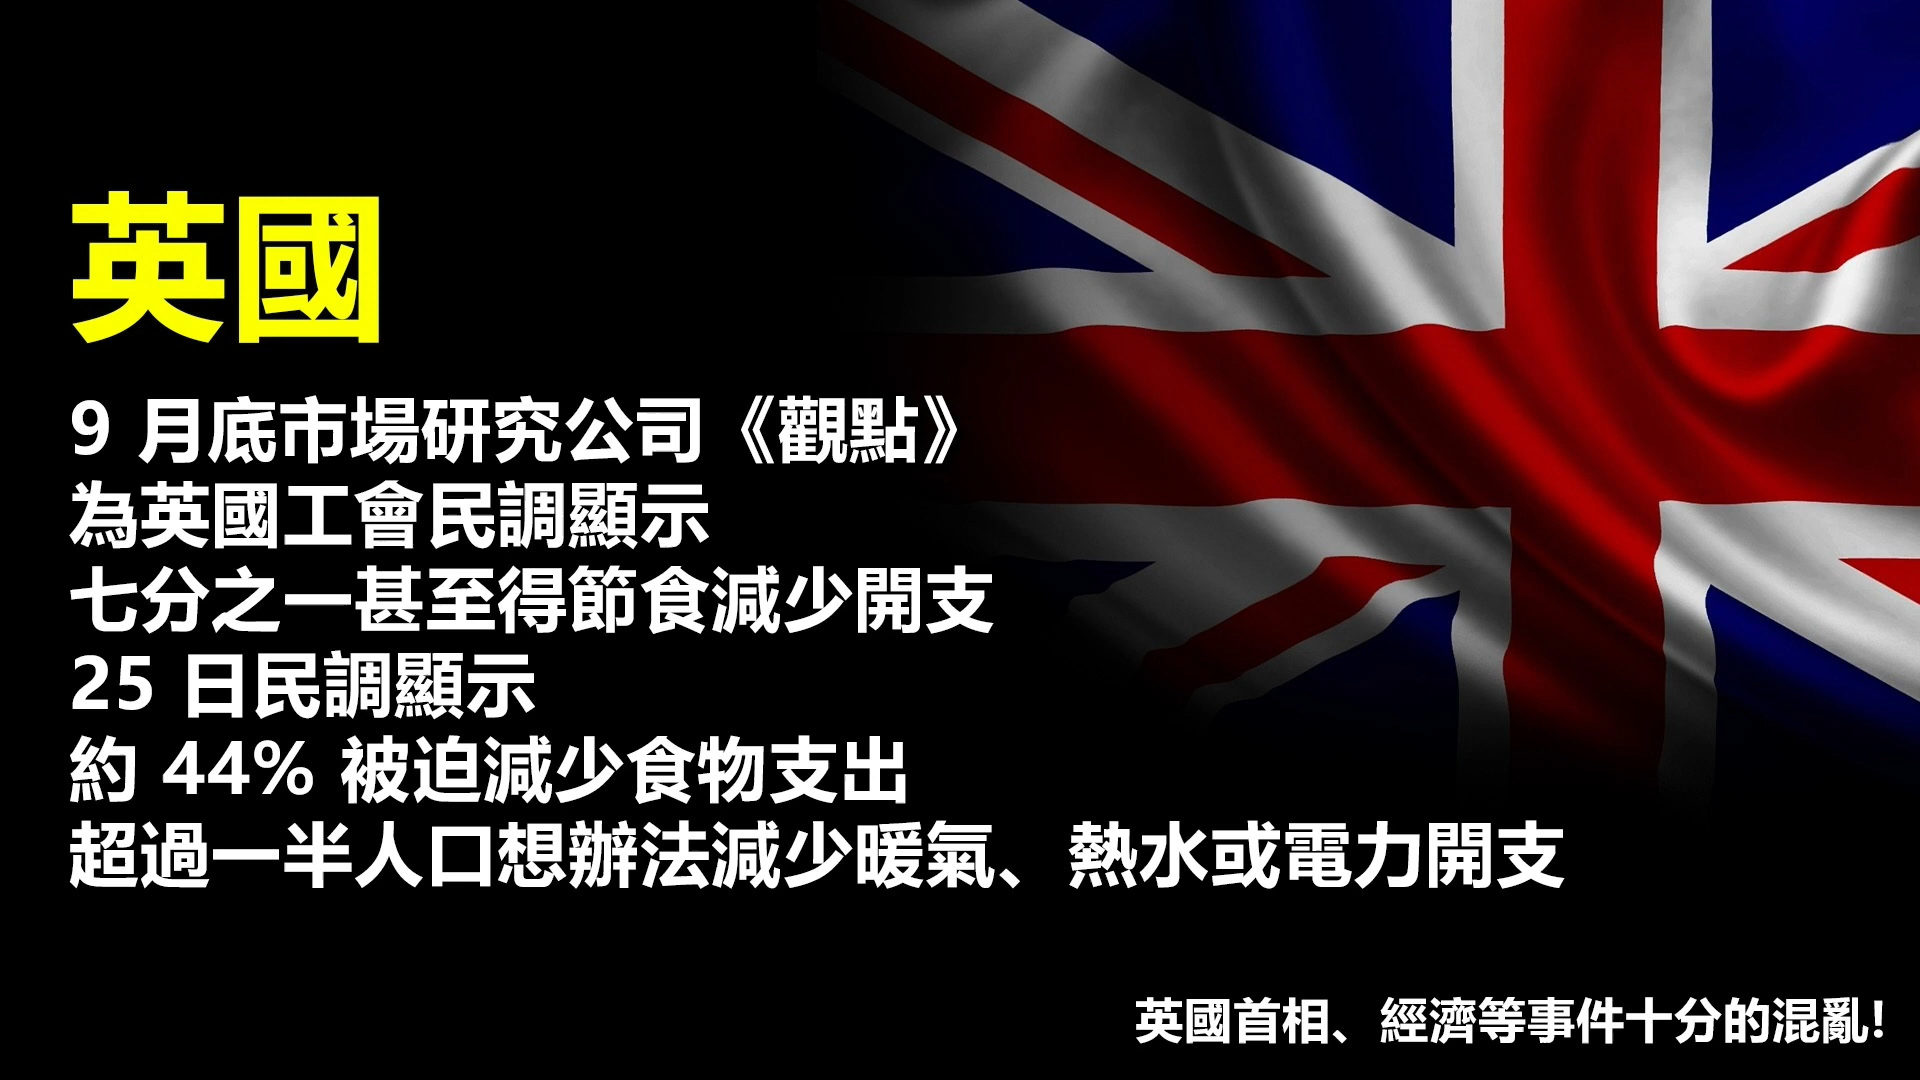 英國
9 月底市場研究公司《觀點》
為英國工會民調顯示
七分之一甚至得節食減少開支
25 日民調顯示
約 44% 被迫減少食物支出
超過一半人口想辦法減少暖氣、熱水或電力開支
英國首相、經濟等事件十分的混亂!